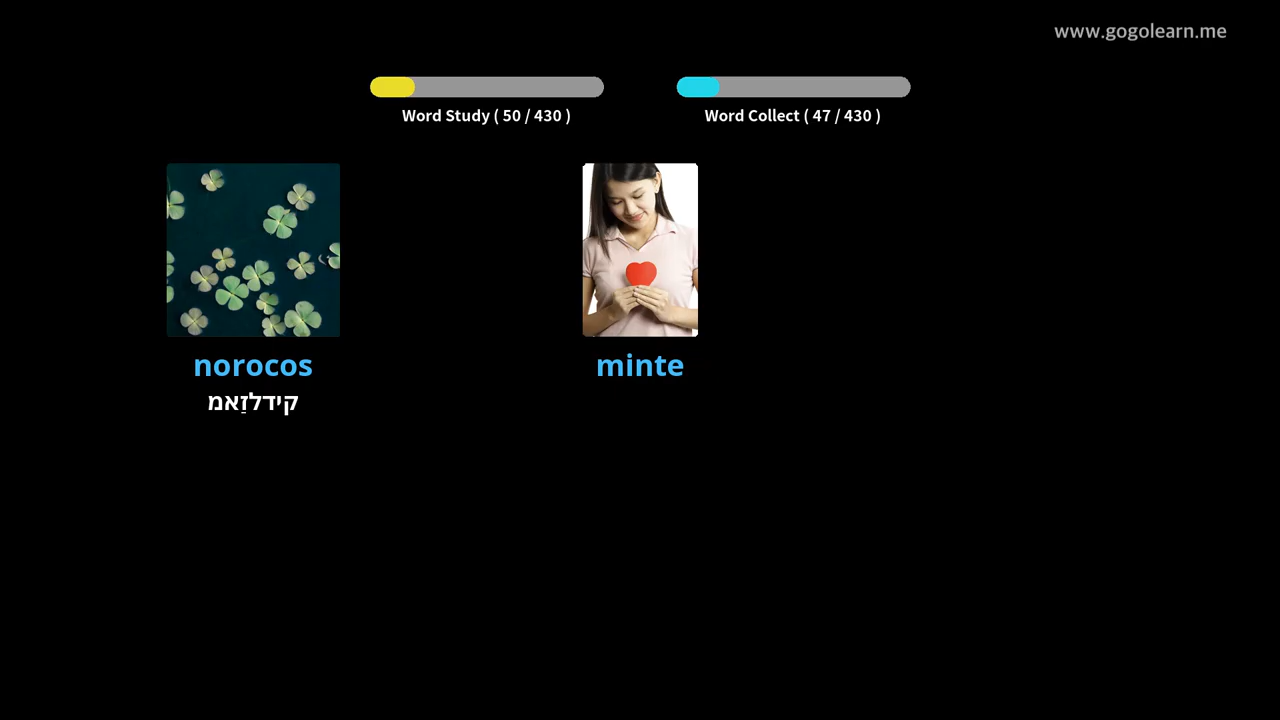 www.gogolearn.me
Word Study ( 50 / 430 )
Word Collect ( 47 / 430 )
norocos
קידלזַאמ
minte